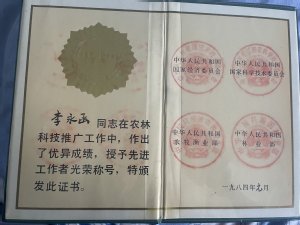 李永函 同志在农林
科技推广工作中，作出
了优异成绩，授予先进
工作者光荣称号，特颁
发此证书。
中华人民共和国
国家经济委员会
中华人民共和国
国家科学技术委员会
中华人民共和国
农牧渔业部
中华人民共和国
林业部
一九八四年元月